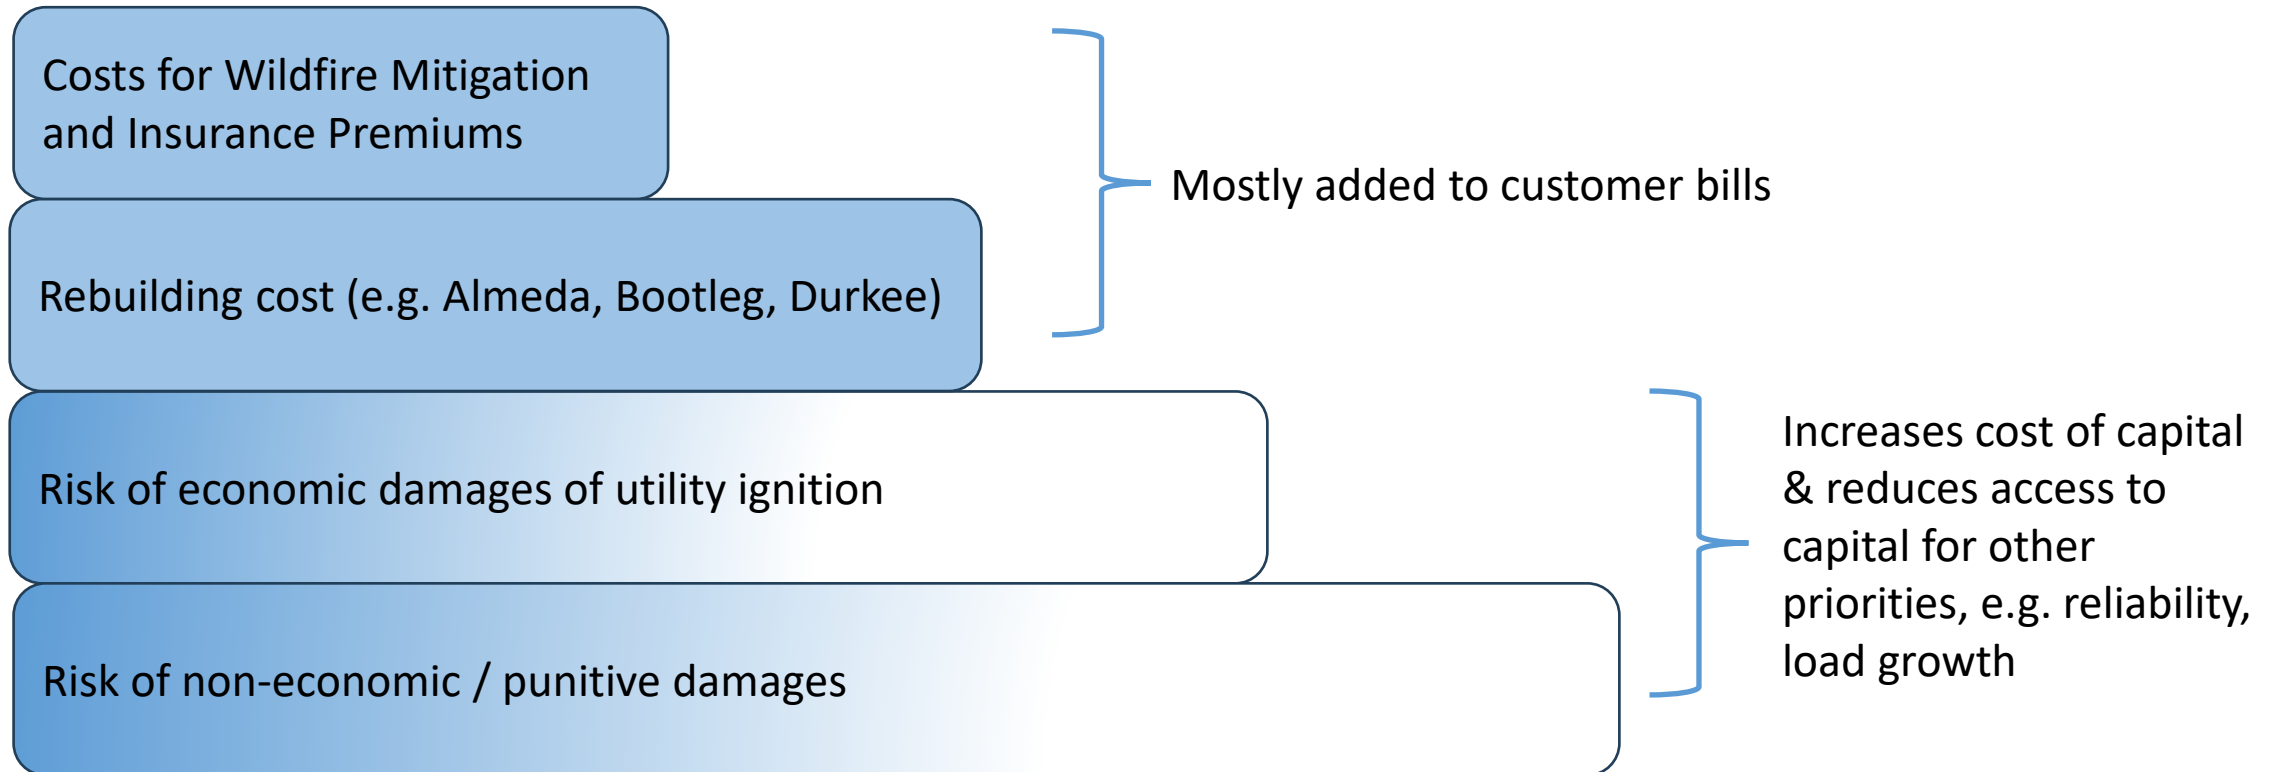 Costs for Wildfire Mitigation
and Insurance Premiums
Mostly added to customer bills
Rebuilding cost (e.g. Almeda, Bootleg, Durkee)
Risk of economic damages of utility ignition
Risk of non-economic / punitive damages
Increases cost of capital
& reduces access to
capital for other
priorities, e.g. reliability,
load growth